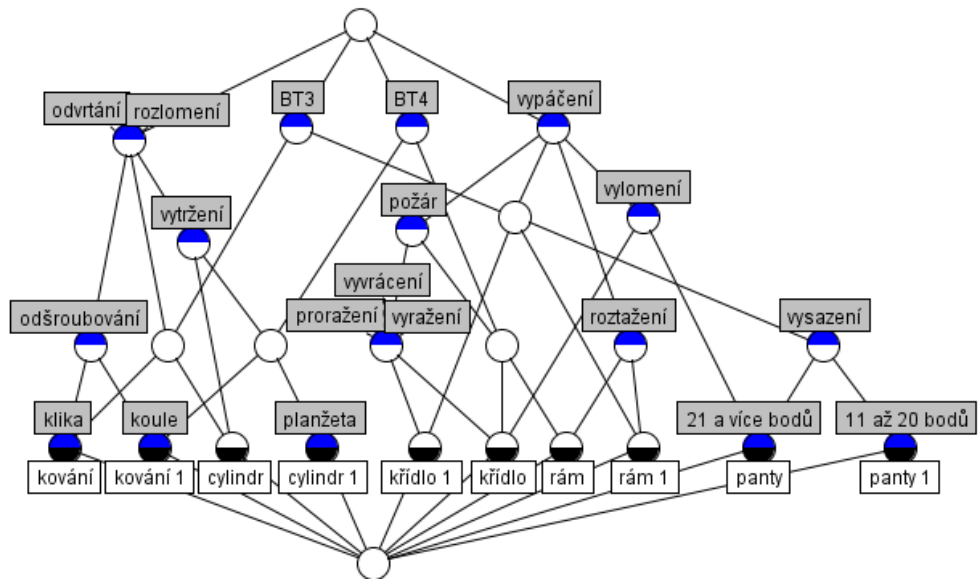 BT3
BT4
vypáčení
odvrtání
rozlomení
požár
vylomení
vytržení
vyvrácení
odšroubování
proražení
vyražení
roztažení
vysazení
klika
koule
planžeta
21 a více bodů
11 až 20 bodů
kování
kování 1
cylindr
cylindr 1
křídlo 1
křídlo
rám
rám 1
panty
panty 1